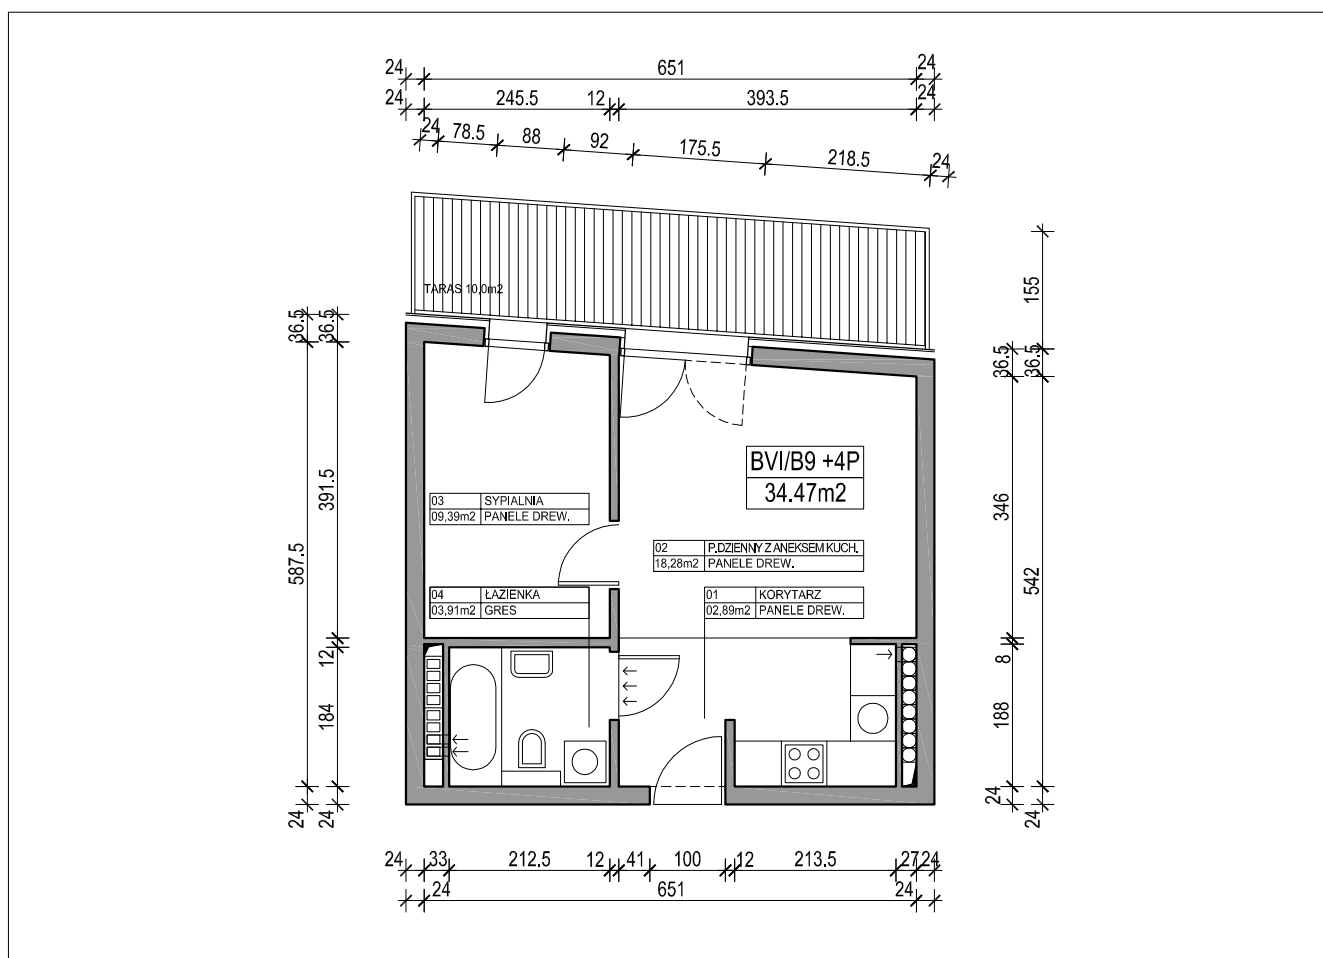 24 651 24
24 245.5 12 393.5 24
24 78.5 88 92 175.5 218.5 24
TARAS 10,0m2
155
36.5 36.5
36.5 36.5
BVI/B9 +4P
34.47m2
391.5
346
03 SYPIALNIA
09,39m2 PANELE DREW.
587.5
542
02 P.DZIENNY Z ANEKSEM KUCH.
18,28m2 PANELE DREW.
04 ŁAZIENKA
03,91m2 GRES
01 KORYTARZ
02,89m2 PANELE DREW.
12
8
184
188
24 24
24 24
24 33 212.5 12 41 100 12 213.5 27 24
24 651 24